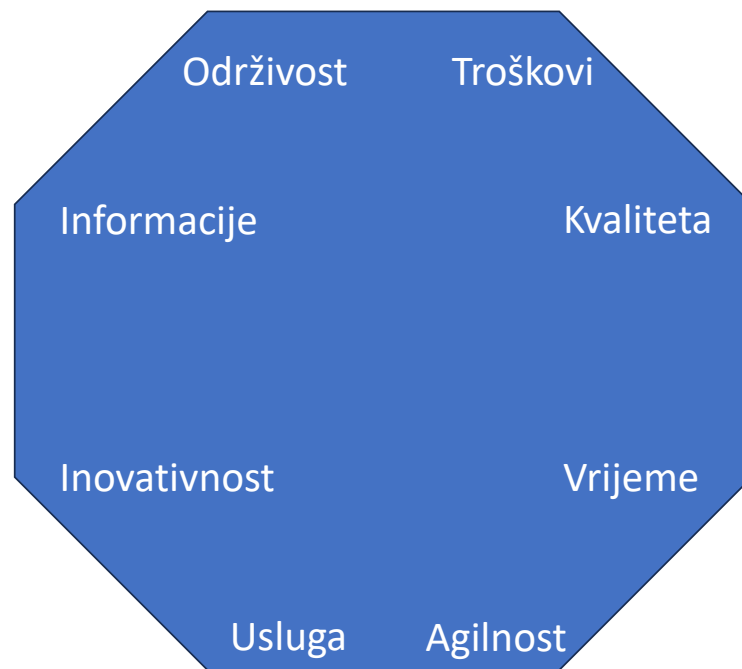 Održivost Troškovi
Informacije Kvaliteta
Inovativnost Vrijeme
Usluga Agilnost